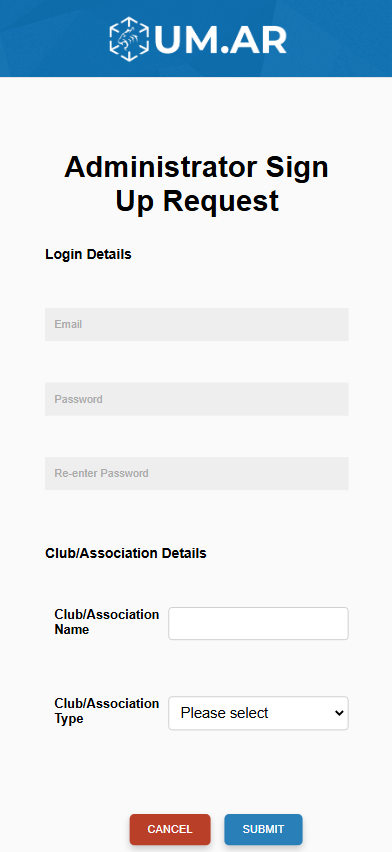 UM.AR
Administrator Sign
Up Request
Login Details
Email
Password
Re-enter Password
Club/Association Details
Club/Association
Name
Club/Association
Type
Please select
CANCEL
SUBMIT